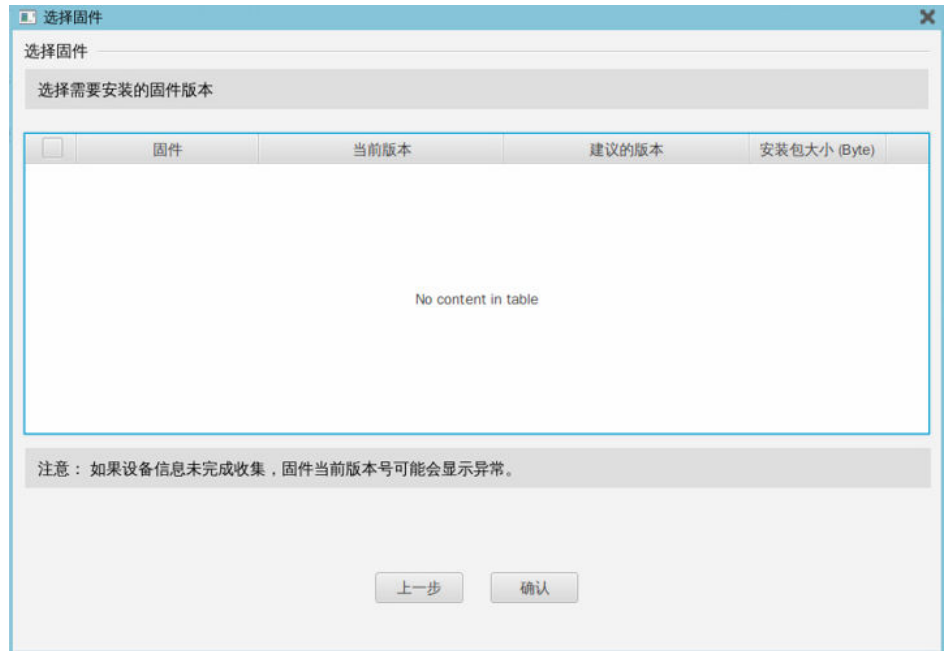 选择固件
选择固件
选择需要安装的固件版本
固件 当前版本 建议的版本 安装包大小 (Byte)
No content in table
注意： 如果设备信息未完成收集，固件当前版本号可能会显示异常。
上一步 确认